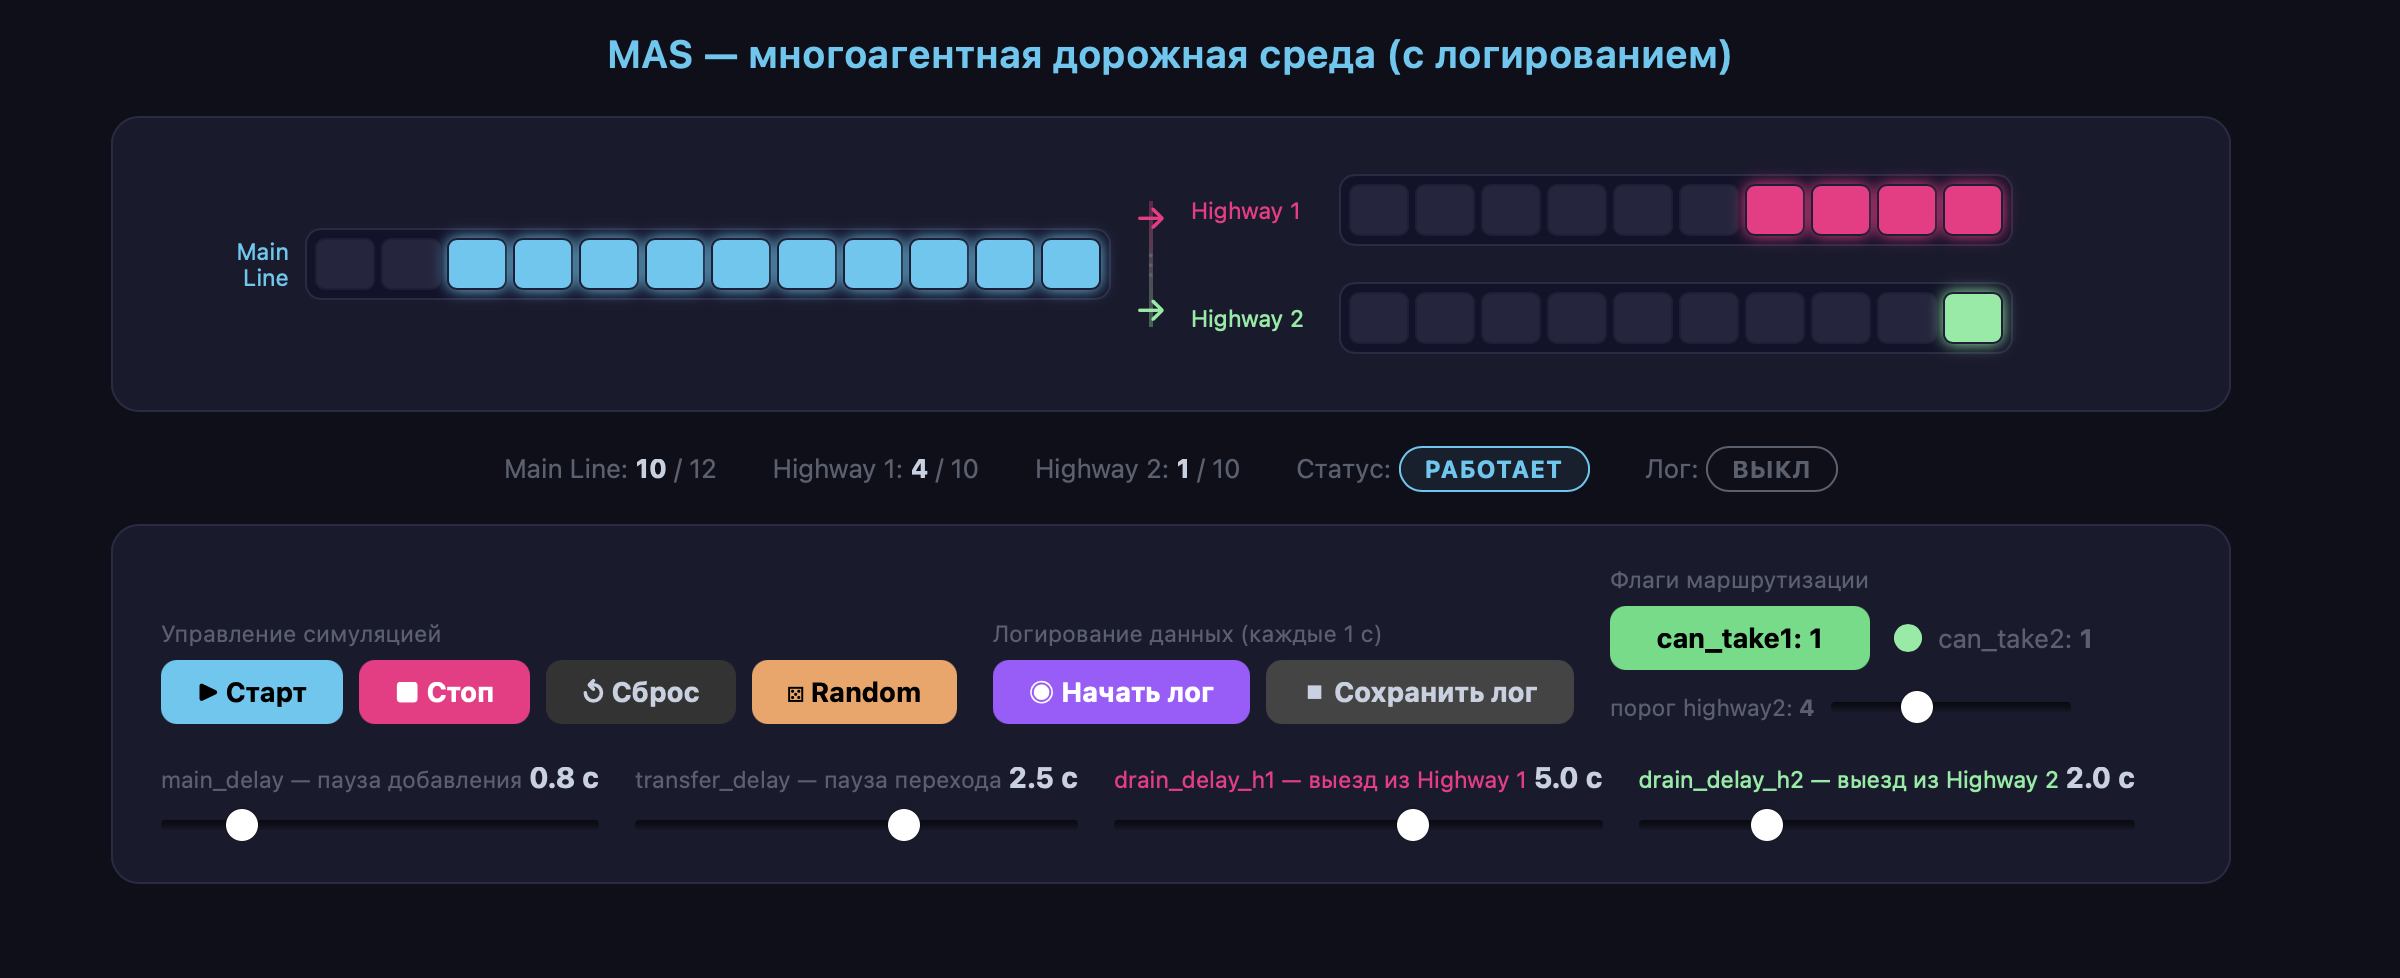 MAS — многоагентная дорожная среда (с логированием)
Main
Line
Highway 1
Highway 2
Main Line: 10 / 12
Highway 1: 4 / 10
Highway 2: 1 / 10
Статус: РАБОТАЕТ
Лог: ВЫКЛ
Управление симуляцией
Старт
Стоп
Сброс
Random
Логирование данных (каждые 1 с)
Начать лог
Сохранить лог
Флаги маршрутизации
can_take1: 1
can_take2: 1
порог highway2: 4
main_delay — пауза добавления 0.8 с
transfer_delay — пауза перехода 2.5 с
drain_delay_h1 — выезд из Highway 1 5.0 с
drain_delay_h2 — выезд из Highway 2 2.0 с